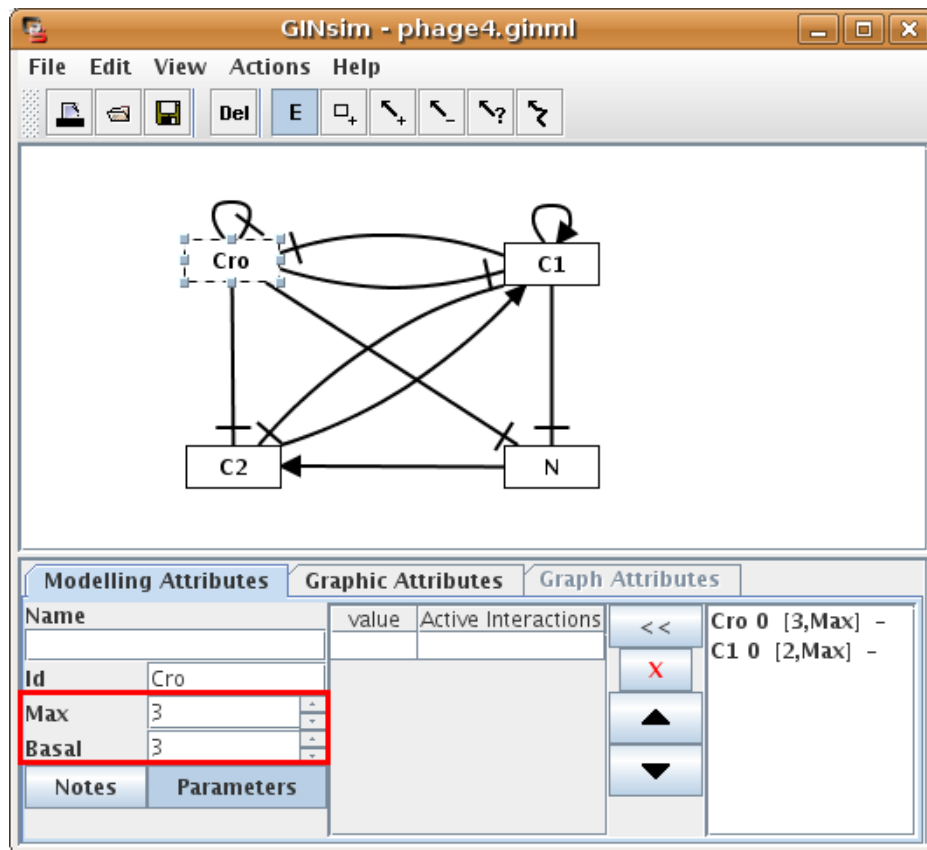 GINsim - phage4.ginml
File Edit View Actions Help
Del E
Cro
C1
C2
N
Modelling Attributes Graphic Attributes Graph Attributes
Name
Id Cro
Max 3
Basal 3
Notes Parameters
value Active Interactions
<<
X
Cro 0 [3,Max] -
C1 0 [2,Max] -